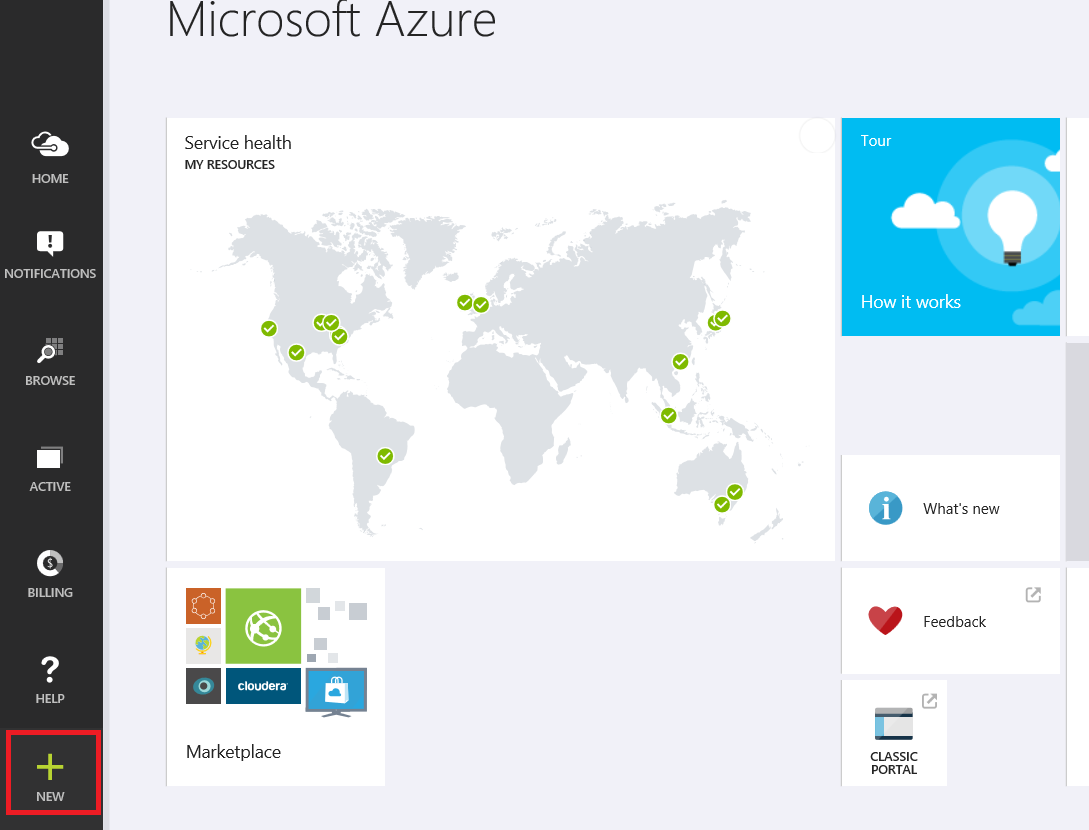 Microsoft Azure
HOME
NOTIFICATIONS
BROWSE
ACTIVE
BILLING
HELP
NEW
Service health
MY RESOURCES
Tour
How it works
What's new
Feedback
CLASSIC
PORTAL
cloudera
Marketplace